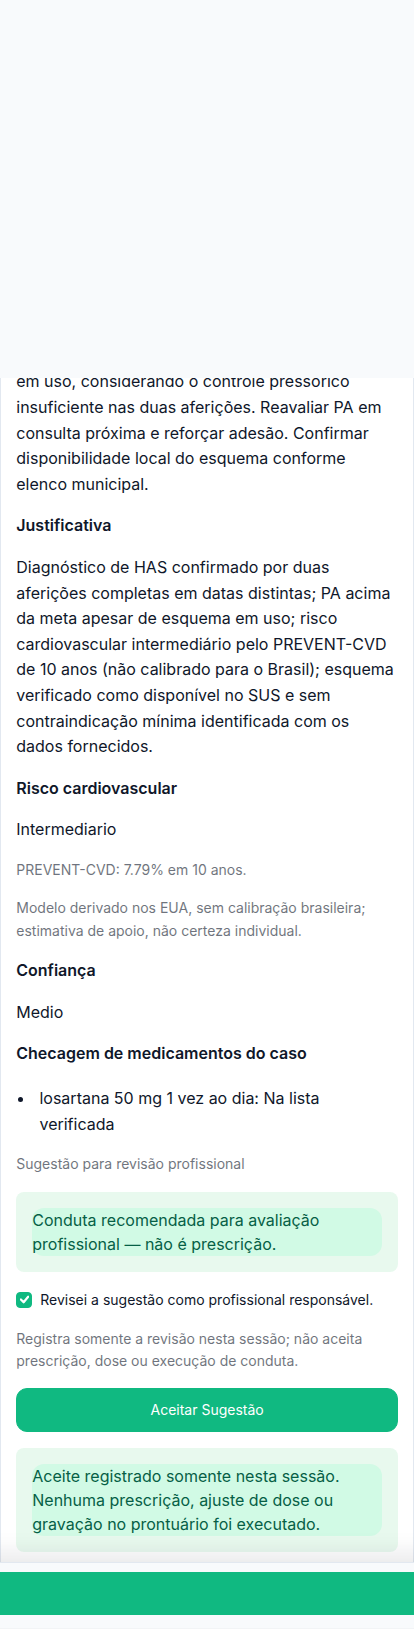 em uso, considerando o controle pressórico
insuficiente nas duas aferições. Reavaliar PA em
consulta próxima e reforçar adesão. Confirmar
disponibilidade local do esquema conforme
elenco municipal.
Justificativa
Diagnóstico de HAS confirmado por duas
aferições completas em datas distintas; PA acima
da meta apesar de esquema em uso; risco
cardiovascular intermediário pelo PREVENT-CVD
de 10 anos (não calibrado para o Brasil); esquema
verificado como disponível no SUS e sem
contraindicação mínima identificada com os
dados fornecidos.
Risco cardiovascular
Intermediario
PREVENT-CVD: 7.79% em 10 anos.
Modelo derivado nos EUA, sem calibração brasileira;
estimativa de apoio, não certeza individual.
Confiança
Medio
Checagem de medicamentos do caso
• losartana 50 mg 1 vez ao dia: Na lista
verificada
Sugestão para revisão profissional
Conduta recomendada para avaliação
profissional — não é prescrição.
Revisei a sugestão como profissional responsável.
Registra somente a revisão nesta sessão; não aceita
prescrição, dose ou execução de conduta.
Aceitar Sugestão
Aceite registrado somente nesta sessão.
Nenhuma prescrição, ajuste de dose ou
gravação no prontuário foi executado.